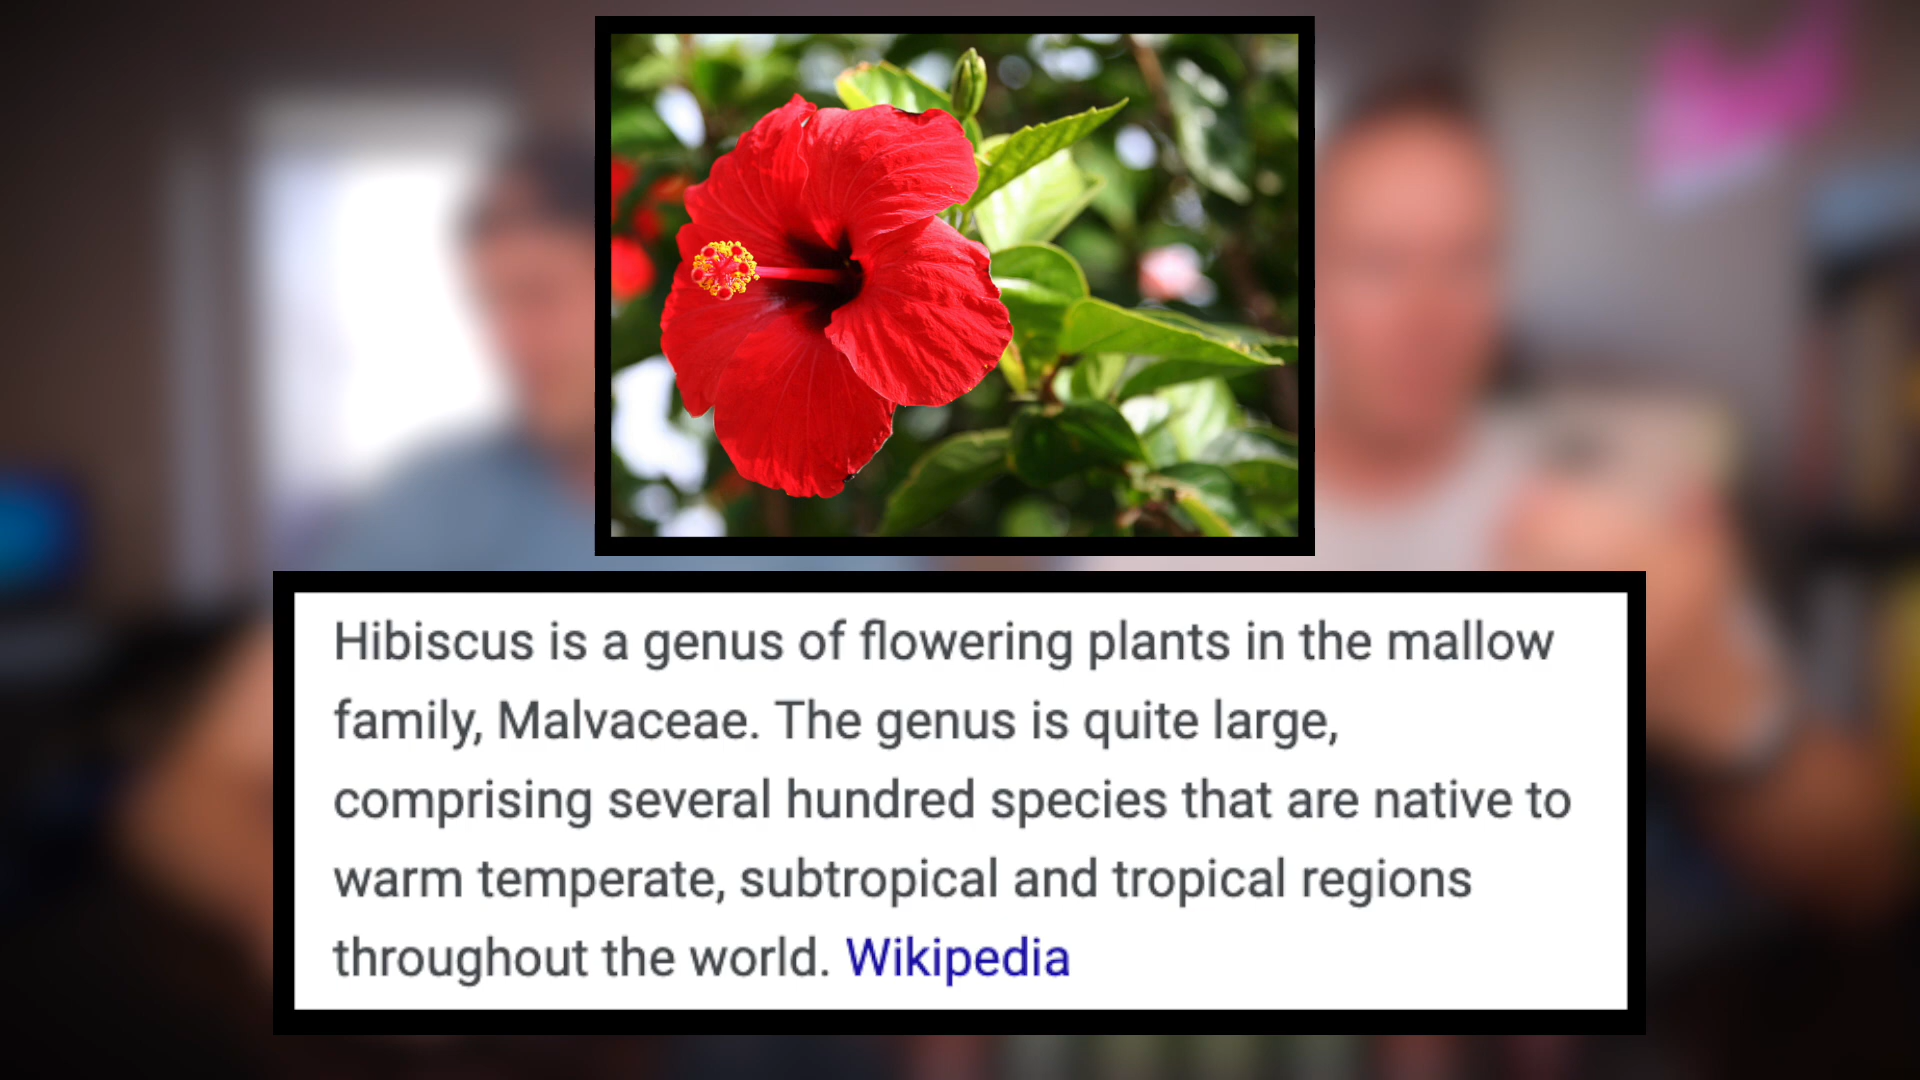 Hibiscus is a genus of flowering plants in the mallow
family, Malvaceae. The genus is quite large,
comprising several hundred species that are native to
warm temperate, subtropical and tropical regions
throughout the world. Wikipedia